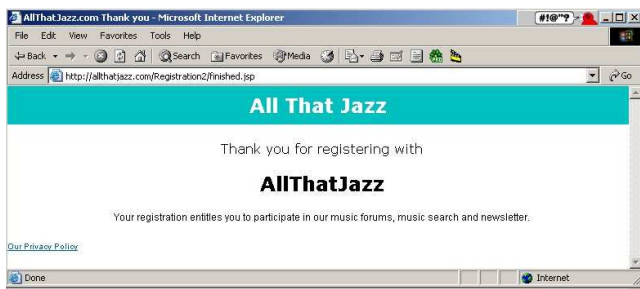 AllThatJazz.com Thank you - Microsoft Internet Explorer
#!@"?
File Edit View Favorites Tools Help
Back Search Favorites Media
Address http://allthatjazz.com/Registration2/finished.jsp Go
All That Jazz
Thank you for registering with
AllThatJazz
Your registration entitles you to participate in our music forums, music search and newsletter.
Our Privacy Policy
Done Internet